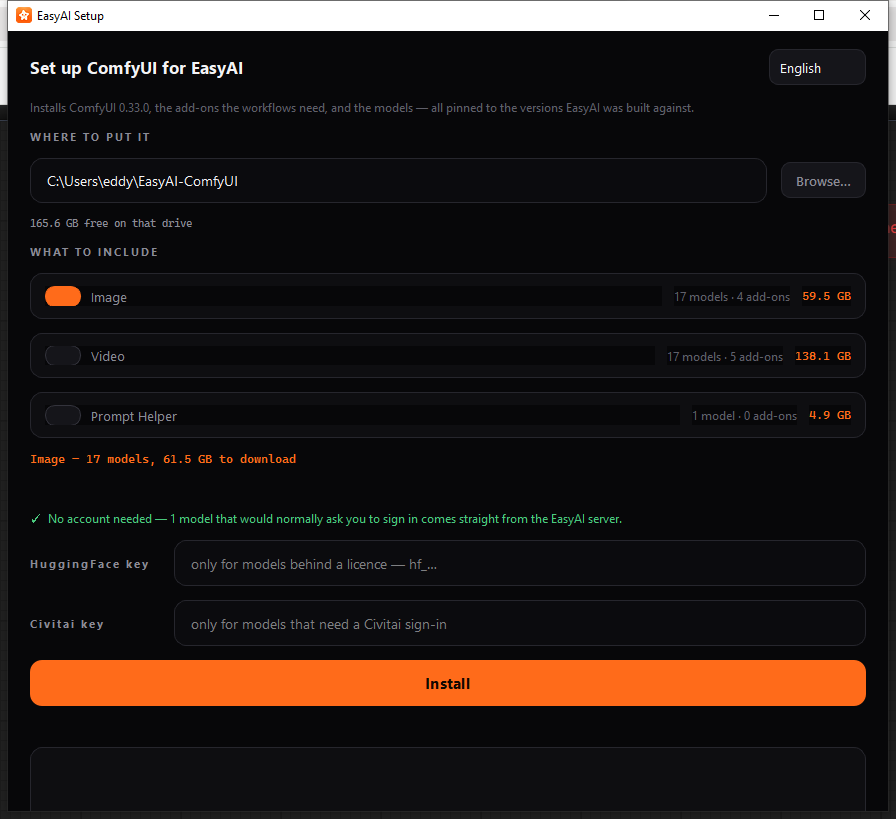 EasyAI Setup
Set up ComfyUI for EasyAI
English
Installs ComfyUI 0.33.0, the add-ons the workflows need, and the models — all pinned to the versions EasyAI was built against.
WHERE TO PUT IT
C:\Users\eddy\EasyAI-ComfyUI
Browse...
165.6 GB free on that drive
WHAT TO INCLUDE
Image 17 models · 4 add-ons 59.5 GB
Video 17 models · 5 add-ons 138.1 GB
Prompt Helper 1 model · 0 add-ons 4.9 GB
Image — 17 models, 61.5 GB to download
✓ No account needed — 1 model that would normally ask you to sign in comes straight from the EasyAI server.
HuggingFace key only for models behind a licence — hf_...
Civitai key only for models that need a Civitai sign-in
Install